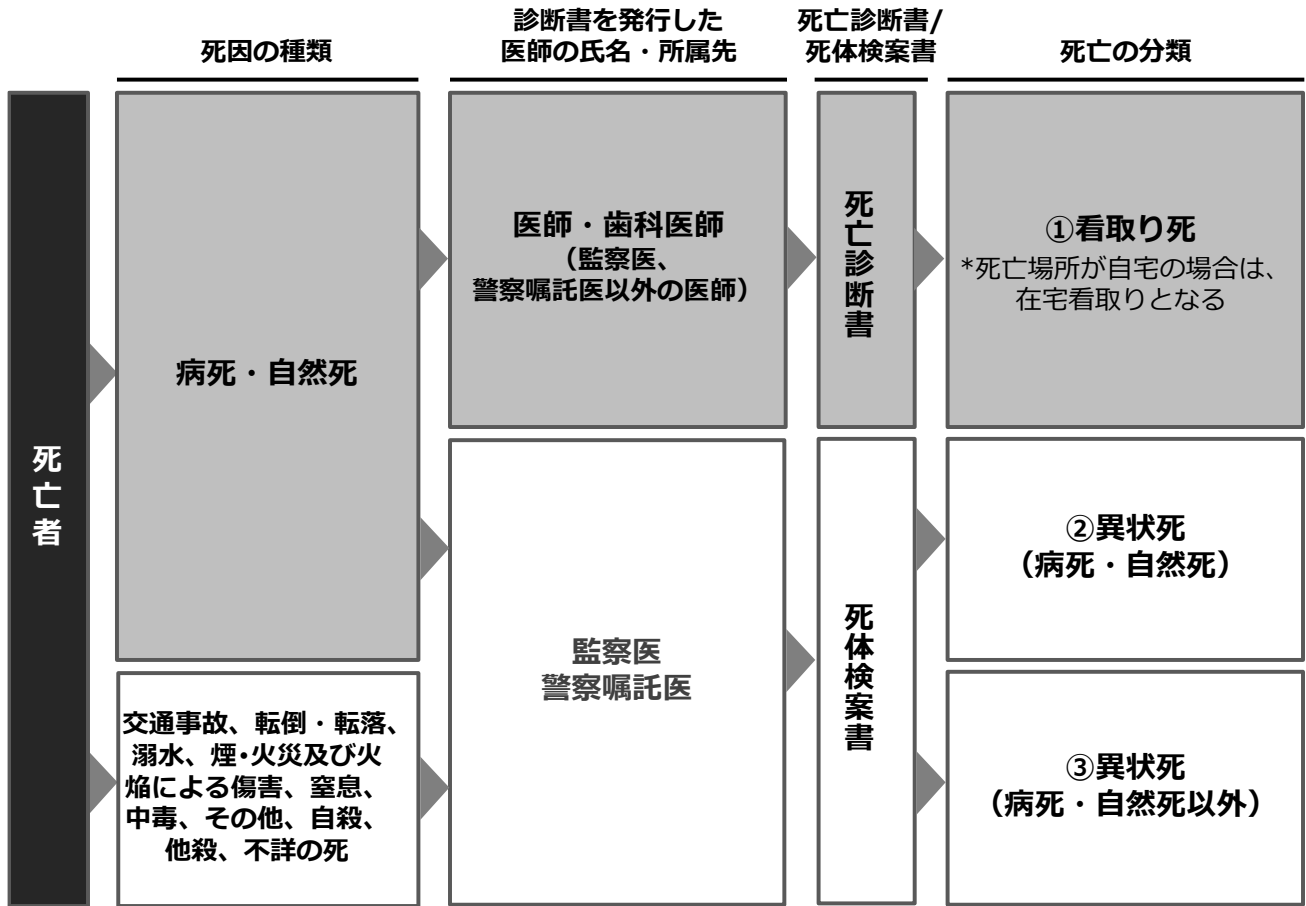 死因の種類
診断書を発行した
医師の氏名・所属先
死亡診断書/
死体検案書
死亡の分類
死亡者
病死・自然死
医師・歯科医師
（監察医、
警察嘱託医以外の医師）
死亡診断書
①看取り死
*死亡場所が自宅の場合は、
在宅看取りとなる
監察医
警察嘱託医
死体検案書
②異状死
（病死・自然死）
交通事故、転倒・転落、
溺水、煙・火災及び火
焔による傷害、窒息、
中毒、その他、自殺、
他殺、不詳の死
③異状死
（病死・自然死以外）